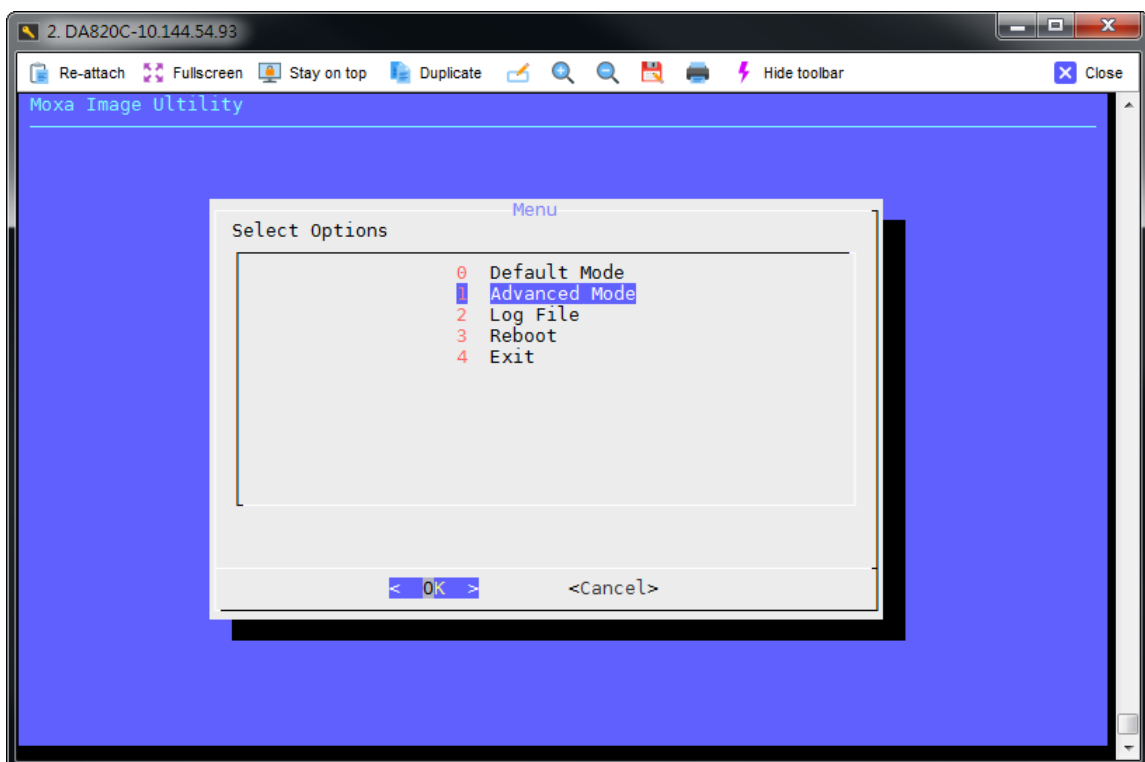 2. DA820C-10.144.54.93
Re-attach Fullscreen Stay on top Duplicate Hide toolbar Close
Moxa Image Ultility
Menu
Select Options
0 Default Mode
1 Advanced Mode
2 Log File
3 Reboot
4 Exit
< OK > <Cancel>